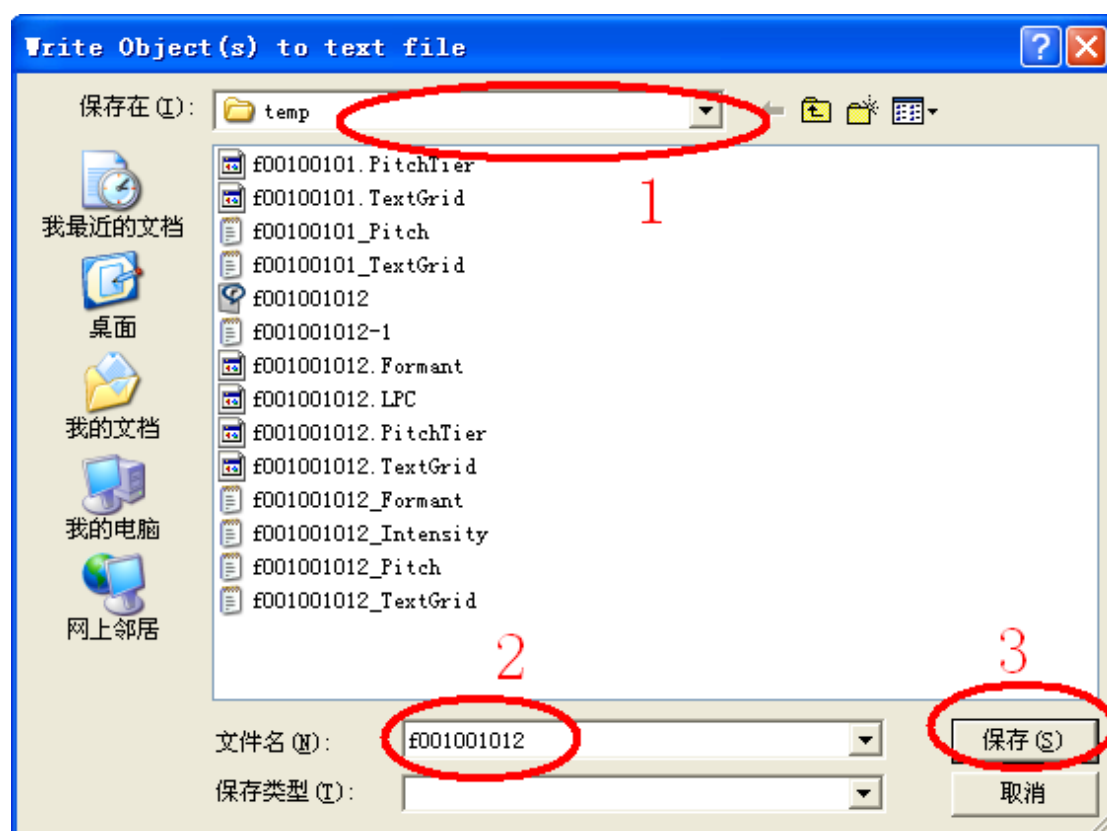 Write Object(s) to text file
保存在(I):
temp
1
f00100101.PitchTier
f00100101.TextGrid
f00100101_Pitch
f00100101_TextGrid
f001001012
f001001012-1
f001001012.Formant
f001001012.LPC
f001001012.PitchTier
f001001012.TextGrid
f001001012_Formant
f001001012_Intensity
f001001012_Pitch
f001001012_TextGrid
我最近的文档
桌面
我的文档
我的电脑
网上邻居
2
3
文件名(N):
f001001012
保存(S)
保存类型(T):
取消